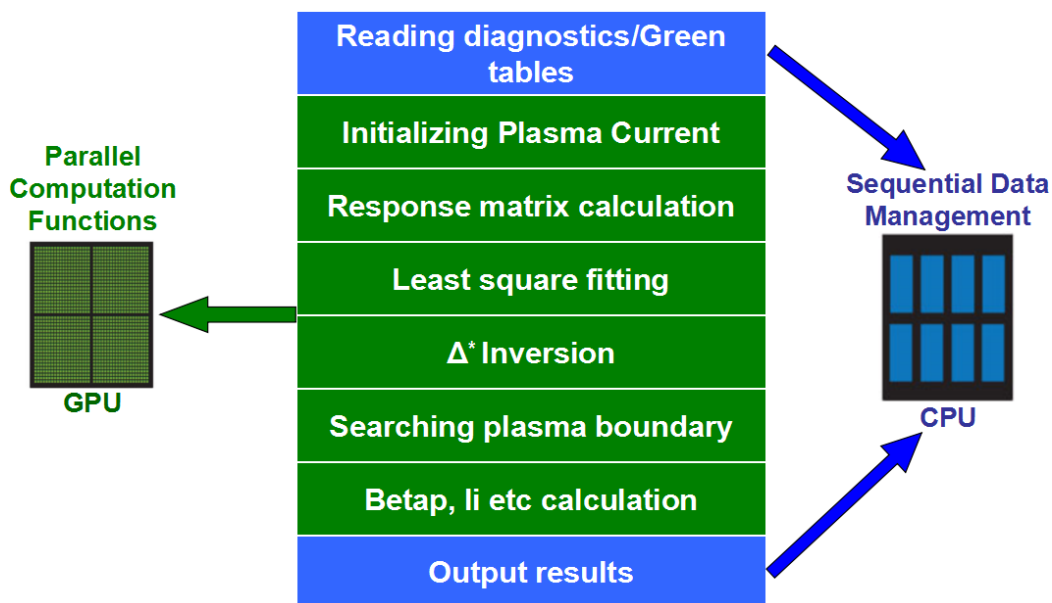 Reading diagnostics/Green
tables
Initializing Plasma Current
Response matrix calculation
Least square fitting
Δ* Inversion
Searching plasma boundary
Betap, li etc calculation
Output results
Parallel
Computation
Functions
GPU
Sequential Data
Management
CPU